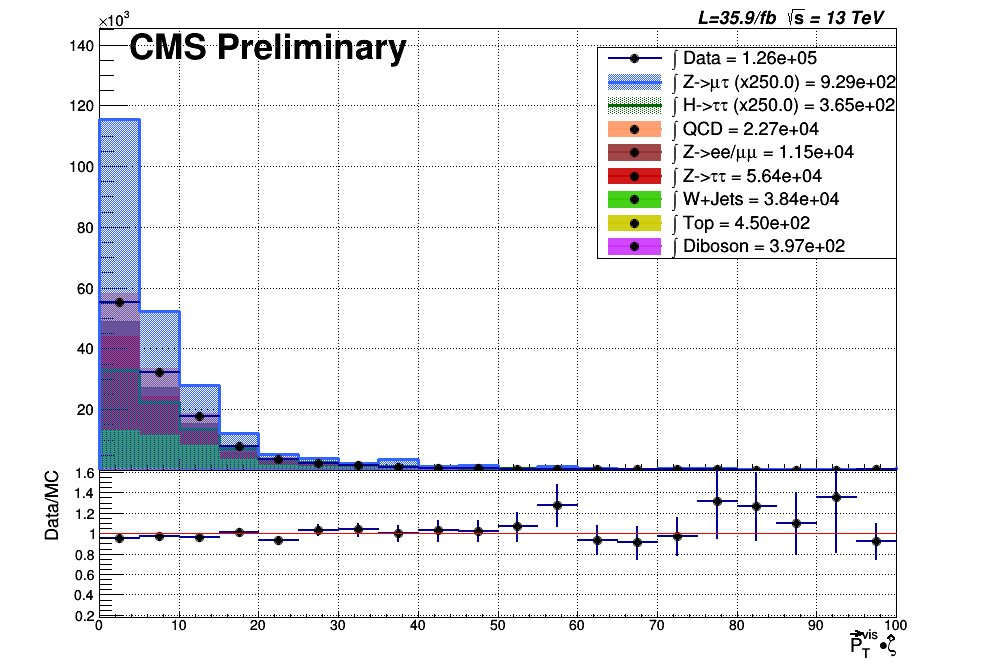 ×10³
L=35.9/fb √s = 13 TeV
CMS Preliminary
140
120
100
80
60
40
20
∫ Data = 1.26e+05
∫ Z->μτ (x250.0) = 9.29e+02
∫ H->ττ (x250.0) = 3.65e+02
∫ QCD = 2.27e+04
∫ Z->ee/μμ = 1.15e+04
∫ Z->ττ = 5.64e+04
∫ W+Jets = 3.84e+04
∫ Top = 4.50e+02
∫ Diboson = 3.97e+02
Data/MC
1.6
1.4
1.2
1
0.8
0.6
0.4
0.2
0 10 20 30 40 50 60 70 80 90 100
P⃗_T^vis •ζ̂